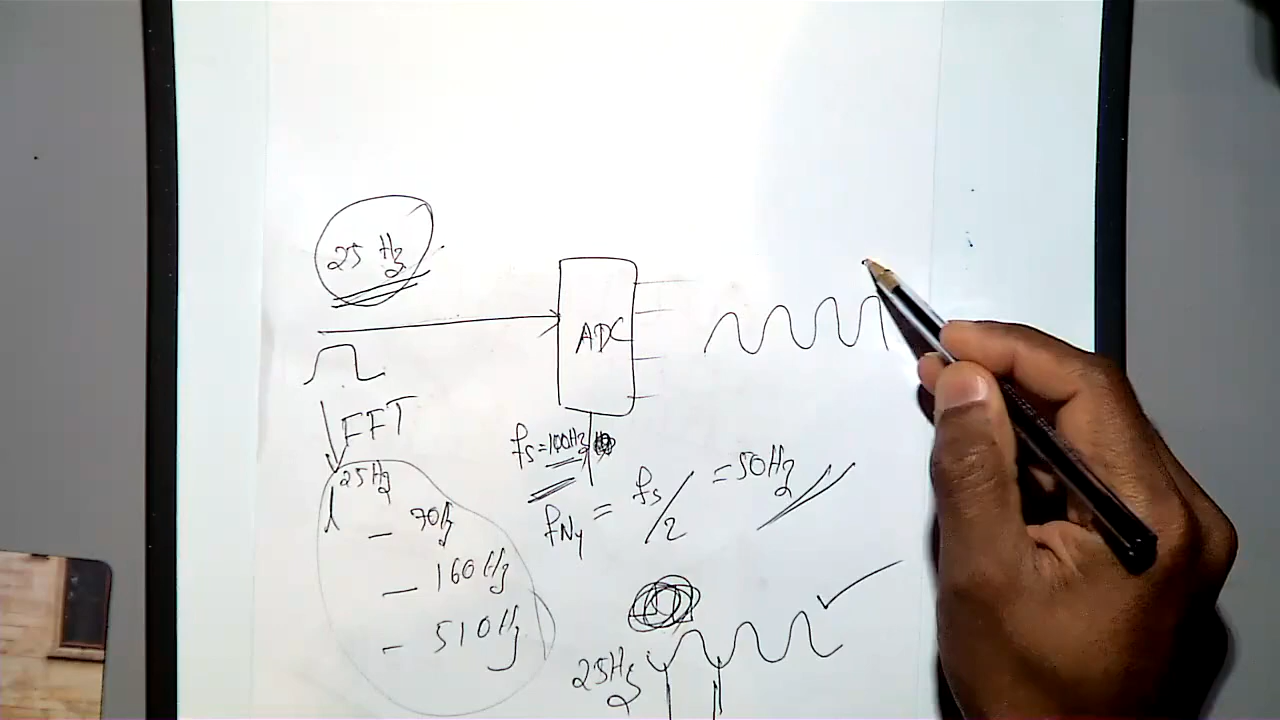 25 Hz
ADC
FFT
fs=100Hz
25Hz
fNy = fs/2 = 50Hz
- 70Hz
- 160Hz
- 510Hz
25Hz